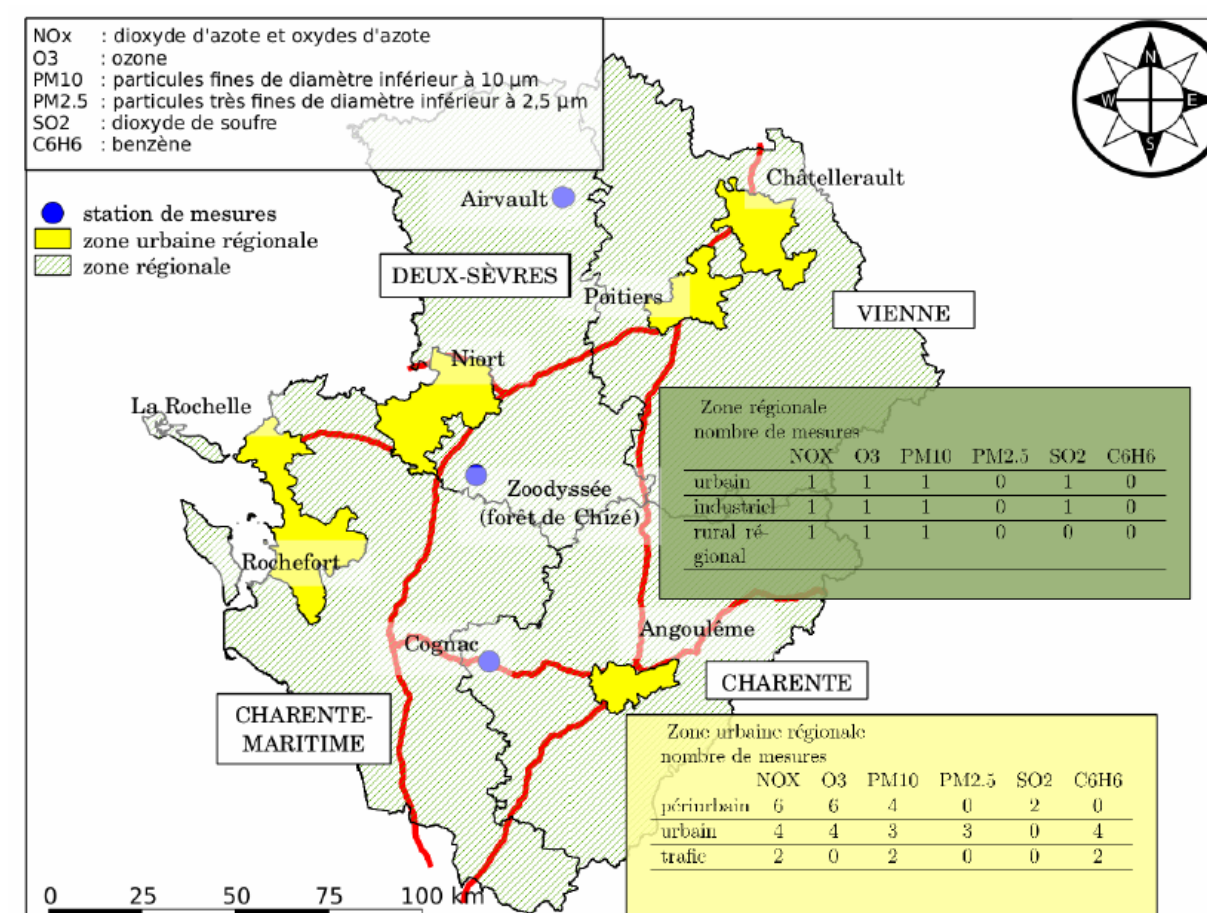 NOx : dioxyde d'azote et oxydes d'azote
O3 : ozone
PM10 : particules fines de diamètre inférieur à 10 µm
PM2.5 : particules très fines de diamètre inférieur à 2,5 µm
SO2 : dioxyde de soufre
C6H6 : benzène
N
W E
S
station de mesures
zone urbaine régionale
zone régionale
Châtellerault
Airvault
DEUX-SÈVRES
Poitiers
VIENNE
Niort
La Rochelle
Zoodyssée
(forêt de Chizé)
Rochefort
Zone régionale
nombre de mesures
NOX O3 PM10 PM2.5 SO2 C6H6
urbain 1 1 1 0 1 0
industriel 1 1 1 0 1 0
rural ré- 1 1 1 0 0 0
gional
Angoulême
Cognac
CHARENTE
CHARENTE-
MARITIME
Zone urbaine régionale
nombre de mesures
NOX O3 PM10 PM2.5 SO2 C6H6
périurbain 6 6 4 0 2 0
urbain 4 4 3 3 0 4
trafic 2 0 2 0 0 2
0 25 50 75 100 km